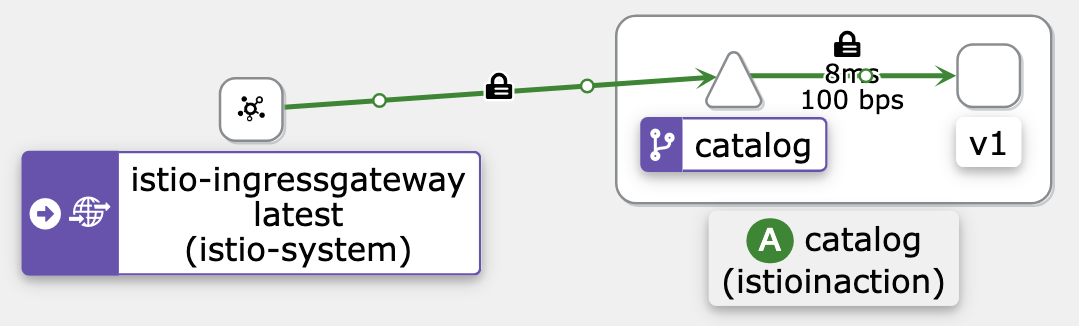 istio-ingressgateway
latest
(istio-system)
8ms
100 bps
catalog
v1
A catalog
(istioinaction)